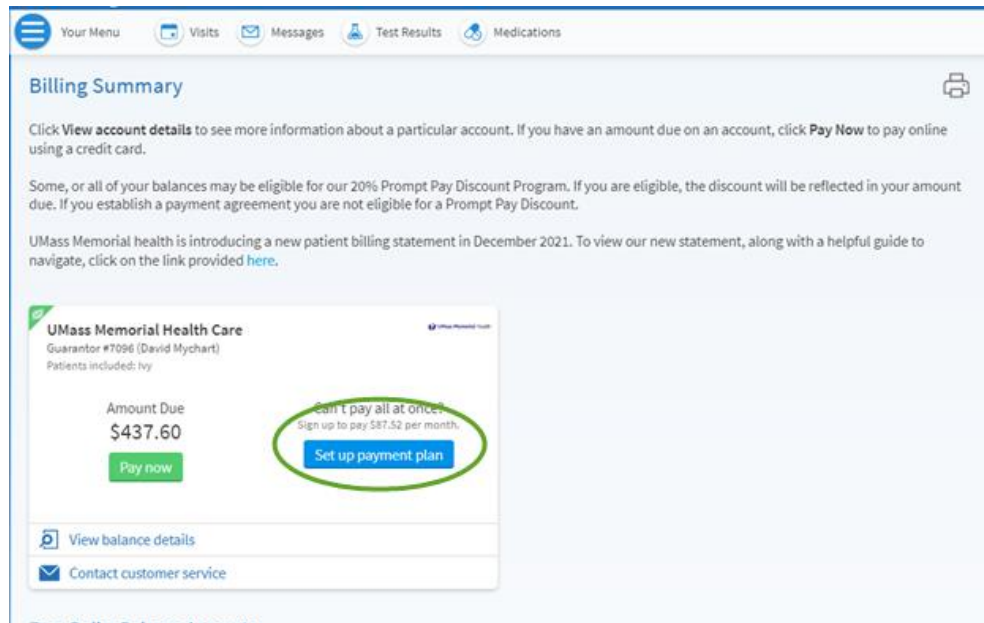 Your Menu Visits Messages Test Results Medications
Billing Summary
Click View account details to see more information about a particular account. If you have an amount due on an account, click Pay Now to pay online
using a credit card.
Some, or all of your balances may be eligible for our 20% Prompt Pay Discount Program. If you are eligible, the discount will be reflected in your amount
due. If you establish a payment agreement you are not eligible for a Prompt Pay Discount.
UMass Memorial health is introducing a new patient billing statement in December 2021. To view our new statement, along with a helpful guide to
navigate, click on the link provided here.
UMass Memorial Health Care
Guarantor #7096 (David Mychart)
Patients included: Ivy
Amount Due
$437.60
Pay now
Can't pay all at once?
Sign up to pay $87.52 per month.
Set up payment plan
View balance details
Contact customer service